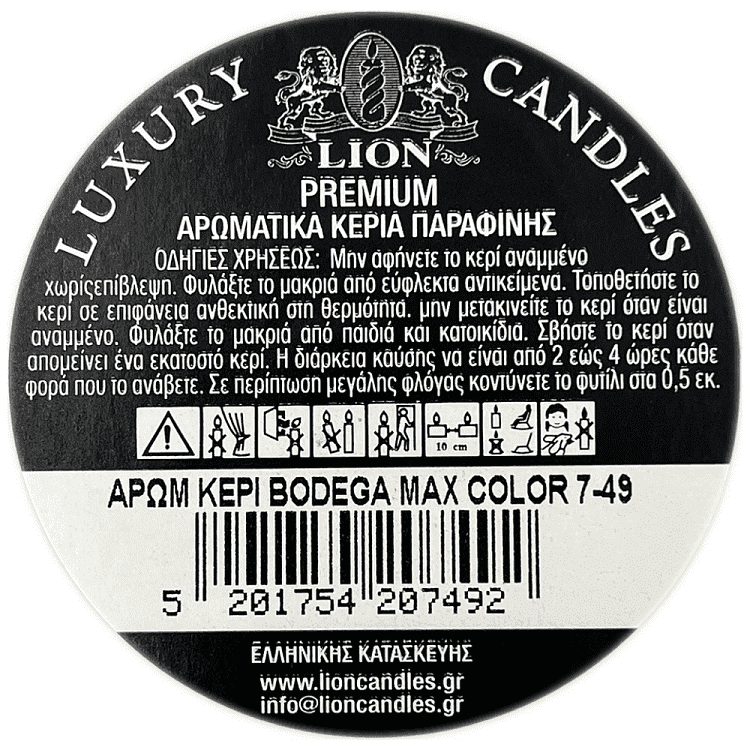 LUXURY CANDLES
LION
PREMIUM
ΑΡΩΜΑΤΙΚΑ ΚΕΡΙΑ ΠΑΡΑΦΙΝΗΣ
ΟΔΗΓΙΕΣ ΧΡΗΣΕΩΣ: Μην αφήνετε το κερί αναμμένο
χωρίςεπίβλεψη. Φυλάξτε το μακριά από εύφλεκτα αντικείμενα. Τοποθετήστε το
κερι σε επιφάνεια ανθεκτική στη θερμότητα, μην μετακινείτε το κερί όταν είναι
αναμμένο. Φυλάξτε το μακριά από παιδιά και κατοικίδια. Σβήστε το κερί όταν
απομείνει ένα εκατοστό κερί. Η διάρκεια καύσης να είναι από 2 εώς 4 ώρες κάθε
φορά που το ανάβετε. Σε περίπτωση μεγάλης φλόγας κοντύνετε το φυτίλι στα 0,5 εκ.
10 cm
ΑΡΩΜ ΚΕΡΙ BODEGA MAX COLOR 7-49
5 201754 207492
ΕΛΛΗΝΙΚΗΣ ΚΑΤΑΣΚΕΥΗΣ
www.lioncandles.gr
info@lioncandles.gr